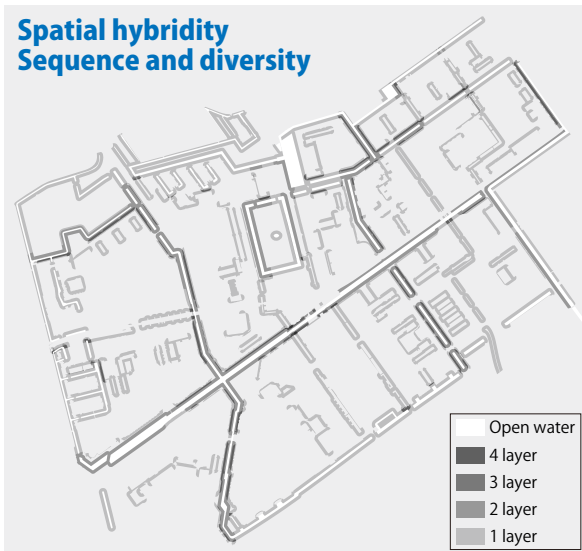 Spatial hybridity
Sequence and diversity
Open water
4 layer
3 layer
2 layer
1 layer